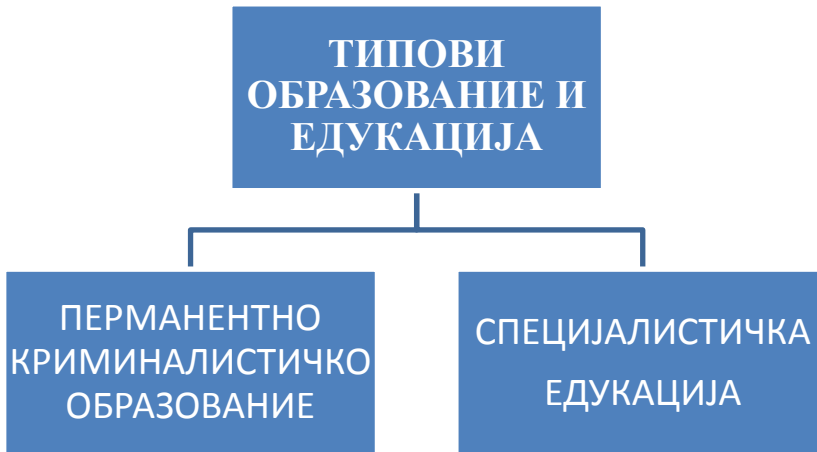 ТИПОВИ
ОБРАЗОВАНИЕ И
ЕДУКАЦИЈА
ПЕРМАНЕНТНО
КРИМИНАЛИСТИЧКО
ОБРАЗОВАНИЕ
СПЕЦИЈАЛИСТИЧКА
ЕДУКАЦИЈА